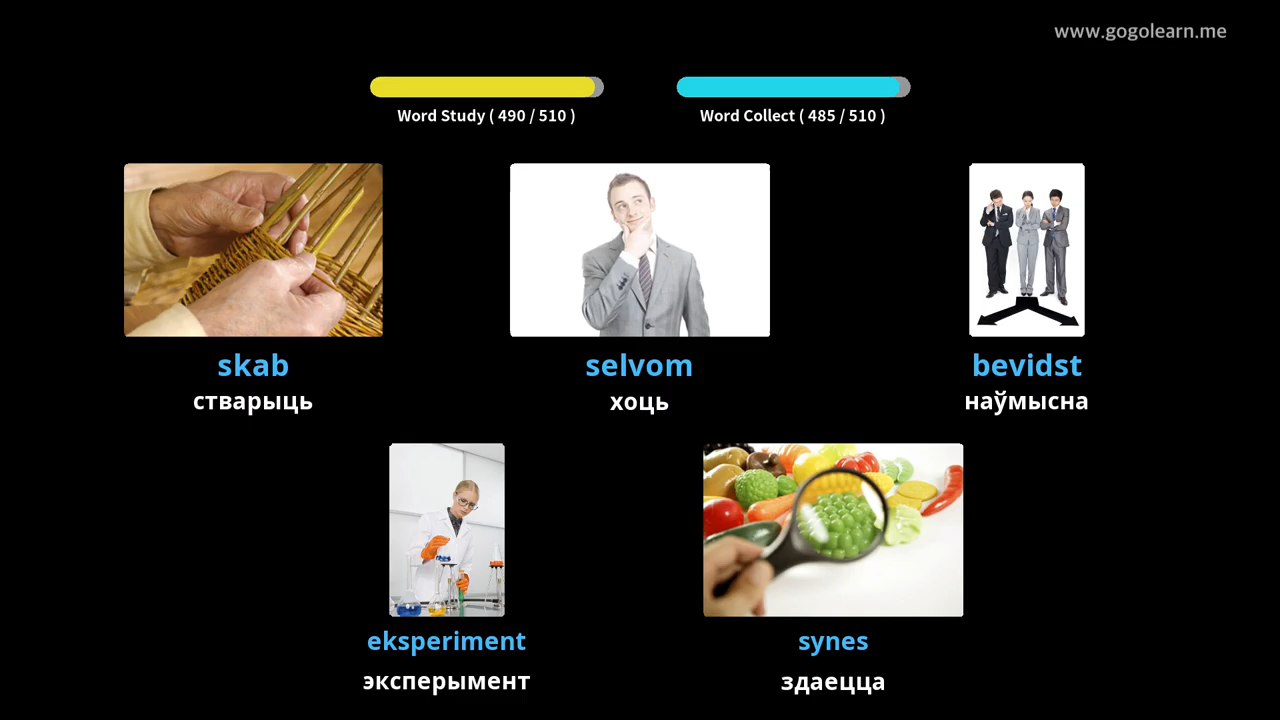 www.gogolearn.me
Word Study ( 490 / 510 )
Word Collect ( 485 / 510 )
skab
стварыць
selvom
хоць
bevidst
наўмысна
eksperiment
эксперымент
synes
здаецца